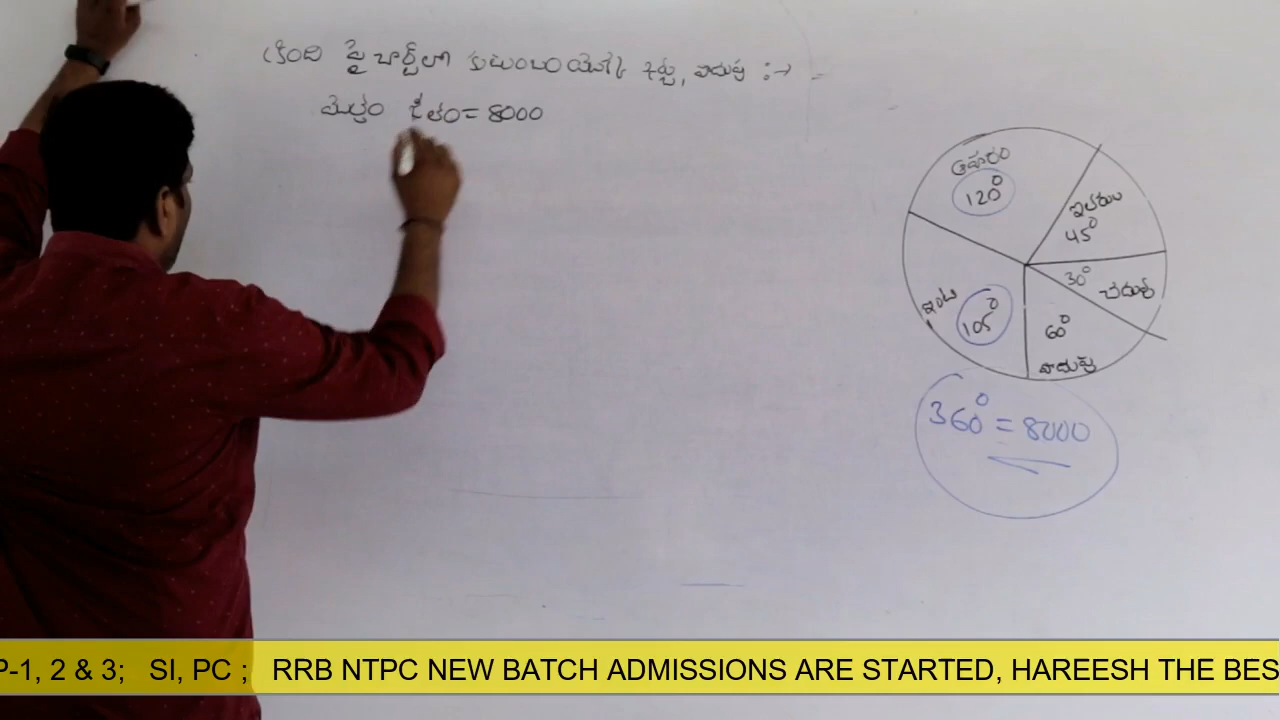 క్రింది పై చార్ట్‌లో కుటుంబం యొక్క ఖర్చు, పొదుపు :→
మొత్తం జీతం = 8000
ఆహారం
120°
ఇతరులు
45°
30° చదువు
ఇంటి
105°
60°
పొదుపు
360° = 8000
P-1, 2 & 3; SI, PC ; RRB NTPC NEW BATCH ADMISSIONS ARE STARTED, HAREESH THE BES